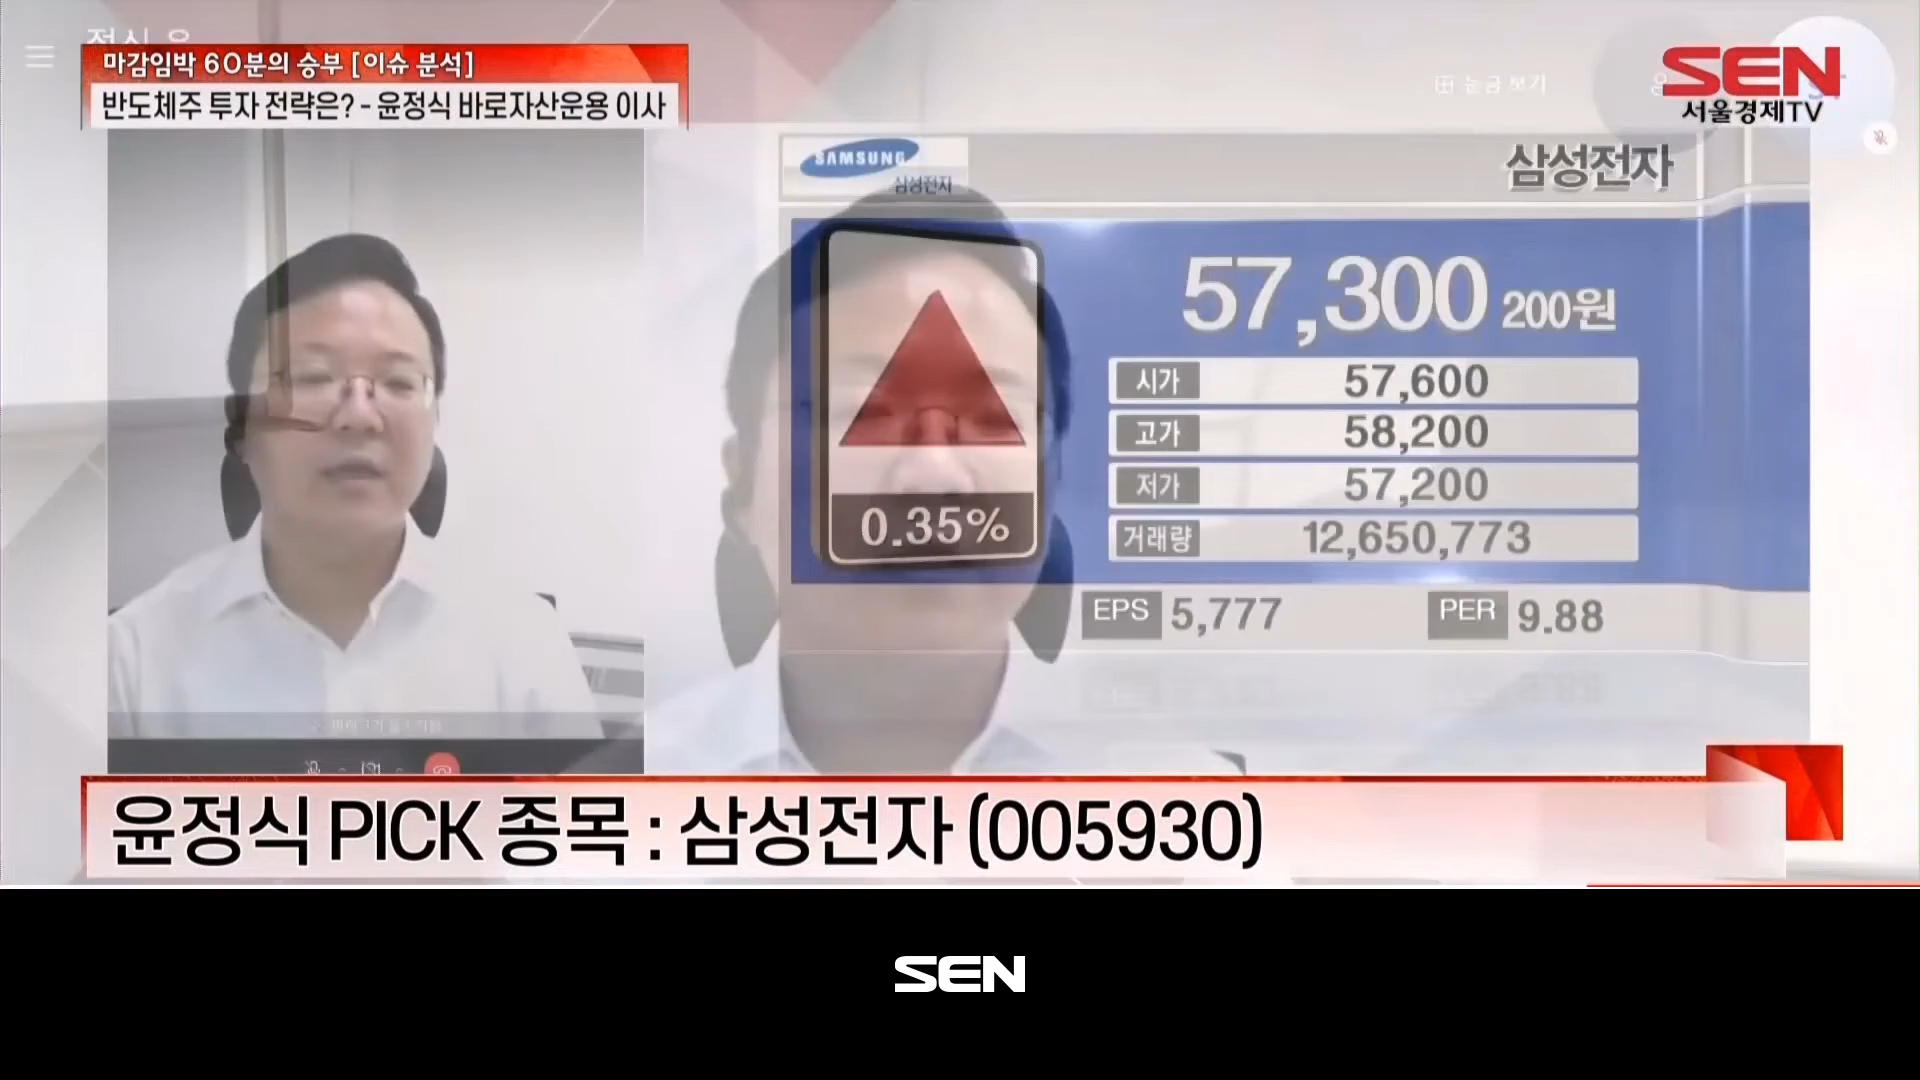 마감임박 60분의 승부 [이슈 분석]
반도체주 투자 전략은? - 윤정식 바로자산운용 이사
눈금 보기
SEN
서울경제TV
SAMSUNG
삼성전자
삼성전자
57,300 200원
시가 57,600
고가 58,200
저가 57,200
거래량 12,650,773
0.35%
EPS 5,777 PER 9.88
윤정식 PICK 종목 : 삼성전자 (005930)
SEN